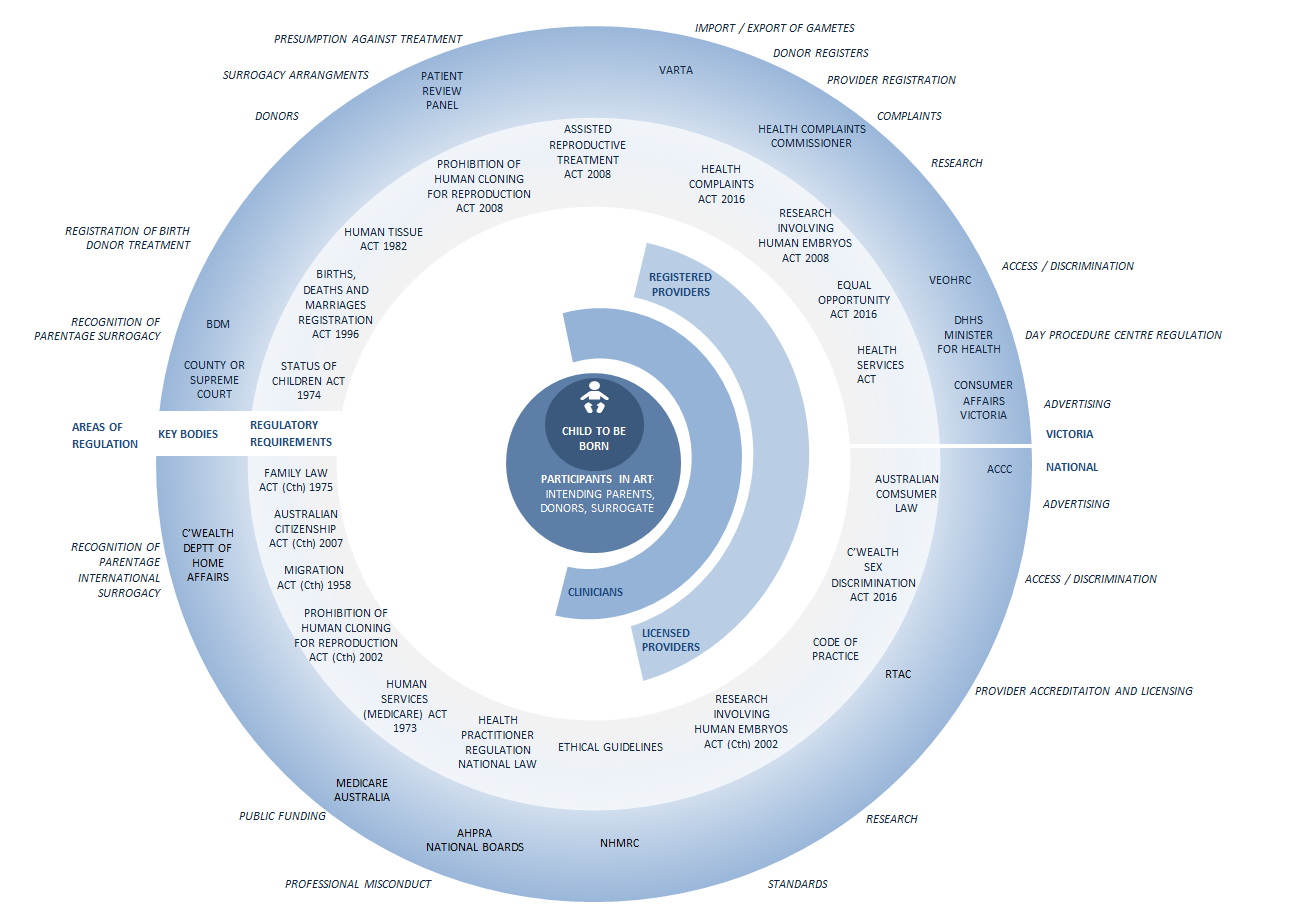 PRESUMPTION AGAINST TREATMENT
SURROGACY ARRANGMENTS
DONORS
REGISTRATION OF BIRTH
DONOR TREATMENT
RECOGNITION OF
PARENTAGE SURROGACY
IMPORT / EXPORT OF GAMETES
DONOR REGISTERS
PROVIDER REGISTRATION
COMPLAINTS
RESEARCH
ACCESS / DISCRIMINATION
DAY PROCEDURE CENTRE REGULATION
ADVERTISING
PATIENT
REVIEW
PANEL
VARTA
HEALTH COMPLAINTS
COMMISSIONER
VEOHRC
DHHS
MINISTER
FOR HEALTH
CONSUMER
AFFAIRS
VICTORIA
BDM
COUNTY OR
SUPREME
COURT
ASSISTED
REPRODUCTIVE
TREATMENT
ACT 2008
PROHIBITION OF
HUMAN CLONING
FOR REPRODUCTION
ACT 2008
HUMAN TISSUE
ACT 1982
BIRTHS,
DEATHS AND
MARRIAGES
REGISTRATION
ACT 1996
STATUS OF
CHILDREN ACT
1974
HEALTH
COMPLAINTS
ACT 2016
RESEARCH
INVOLVING
HUMAN EMBRYOS
ACT 2008
EQUAL
OPPORTUNITY
ACT 2016
HEALTH
SERVICES
ACT
REGISTERED
PROVIDERS
CHILD TO BE
BORN
PARTICIPANTS IN ART-
INTENDING PARENTS,
DONORS, SURROGATE
CLINICIANS
LICENSED
PROVIDERS
AREAS OF
REGULATION
KEY BODIES
REGULATORY
REQUIREMENTS
VICTORIA
NATIONAL
FAMILY LAW
ACT (Cth) 1975
AUSTRALIAN
CITIZENSHIP
ACT (Cth) 2007
MIGRATION
ACT (Cth) 1958
PROHIBITION OF
HUMAN CLONING
FOR REPRODUCTION
ACT (Cth) 2002
HUMAN
SERVICES
(MEDICARE) ACT
1973
HEALTH
PRACTITIONER
REGULATION
NATIONAL LAW
ETHICAL GUIDELINES
RESEARCH
INVOLVING
HUMAN EMBRYOS
ACT (Cth) 2002
CODE OF
PRACTICE
C'WEALTH
SEX
DISCRIMINATION
ACT 2016
AUSTRALIAN
COMSUMER
LAW
ACCC
RTAC
NHMRC
AHPRA
NATIONAL BOARDS
MEDICARE
AUSTRALIA
C'WEALTH
DEPTT OF
HOME
AFFAIRS
RECOGNITION OF
PARENTAGE
INTERNATIONAL
SURROGACY
PUBLIC FUNDING
PROFESSIONAL MISCONDUCT
STANDARDS
RESEARCH
PROVIDER ACCREDITAITON AND LICENSING
ACCESS / DISCRIMINATION
ADVERTISING